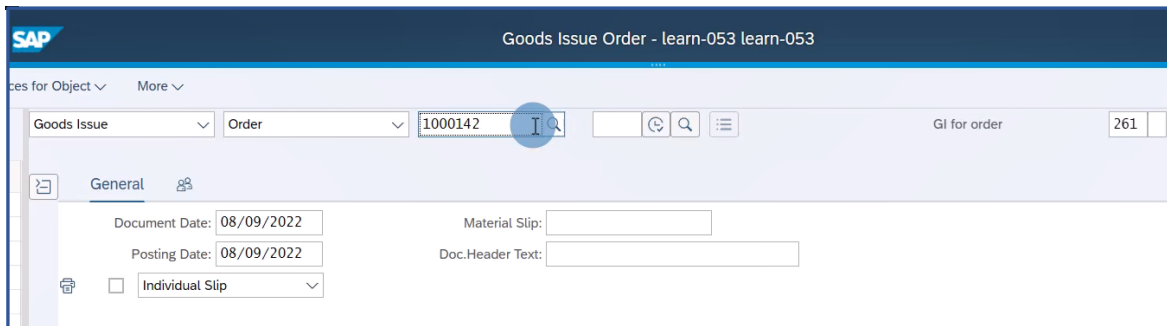 SAP
Goods Issue Order - learn-053 learn-053
ces for Object More
Goods Issue Order 1000142 GI for order 261
General
Document Date: 08/09/2022 Material Slip:
Posting Date: 08/09/2022 Doc.Header Text:
Individual Slip